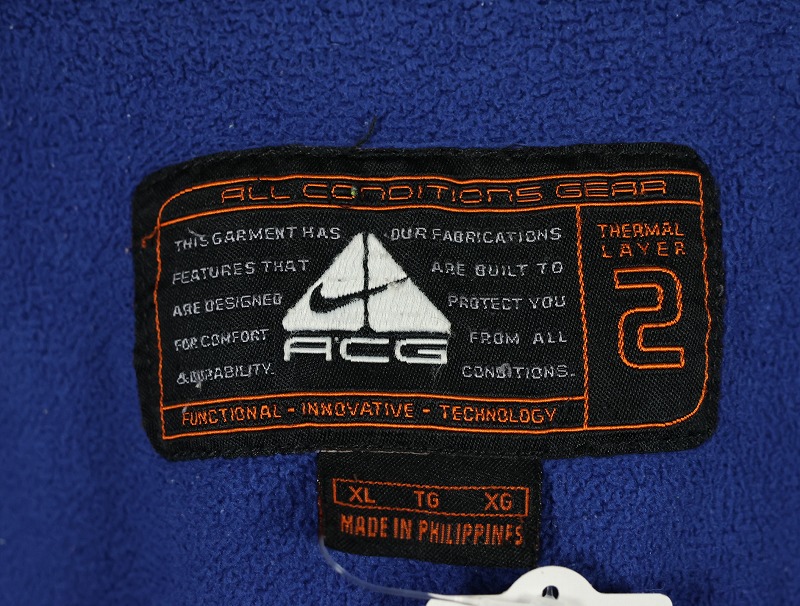 ALL CONDITIONS GEAR
THIS GARMENT HAS
FEATURES THAT
ARE DESIGNED
FOR COMFORT
& DURABILITY.
ACG
OUR FABRICATIONS
ARE BUILT TO
PROTECT YOU
FROM ALL
CONDITIONS.
THERMAL
LAYER
2
FUNCTIONAL - INNOVATIVE - TECHNOLOGY
XL TG XG
MADE IN PHILIPPINES